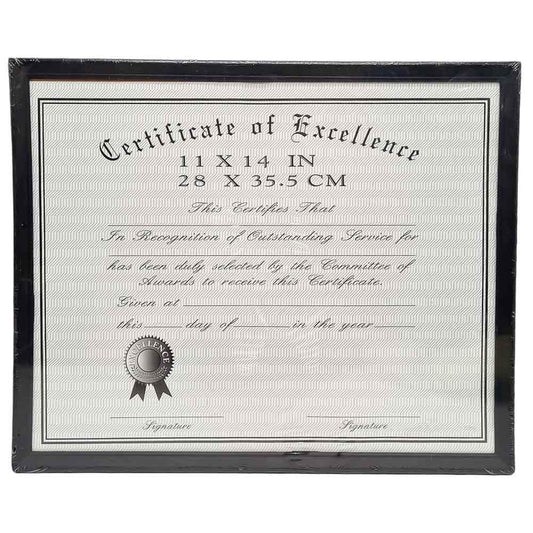 Certificate of Excellence
11 X 14 IN
28 X 35.5 CM
This Certifies That
In Recognition of Outstanding Service for
has been duly selected by the Committee of
Awards to receive this Certificate.
Given at
this day of in the year
EXCELLENCE
Signature Signature